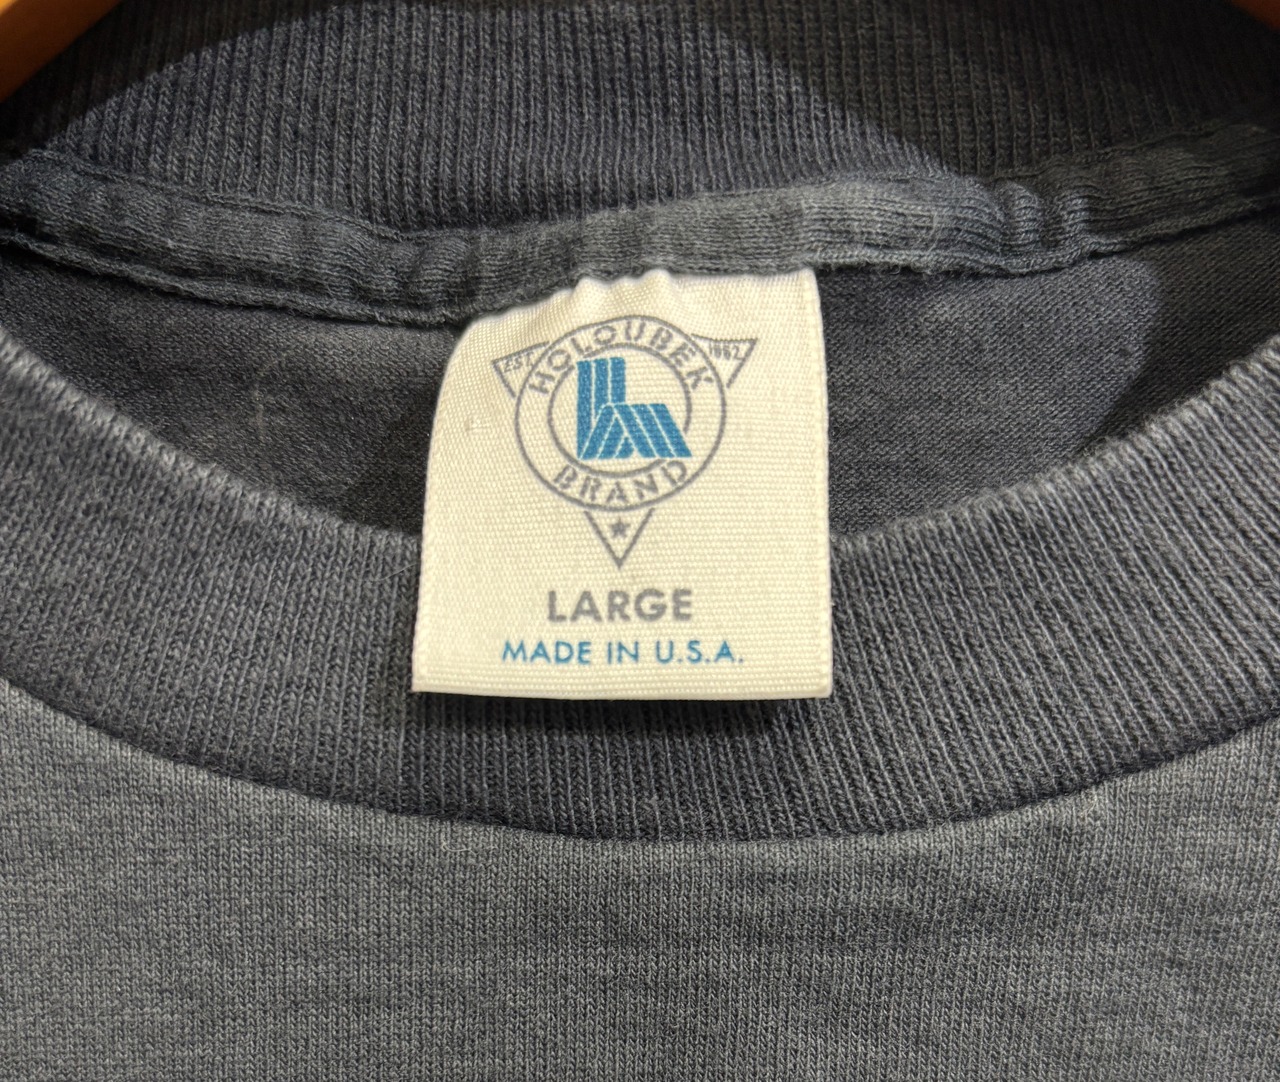 HOLOUBEK
EST.
1962
BRAND
LARGE
MADE IN U.S.A.